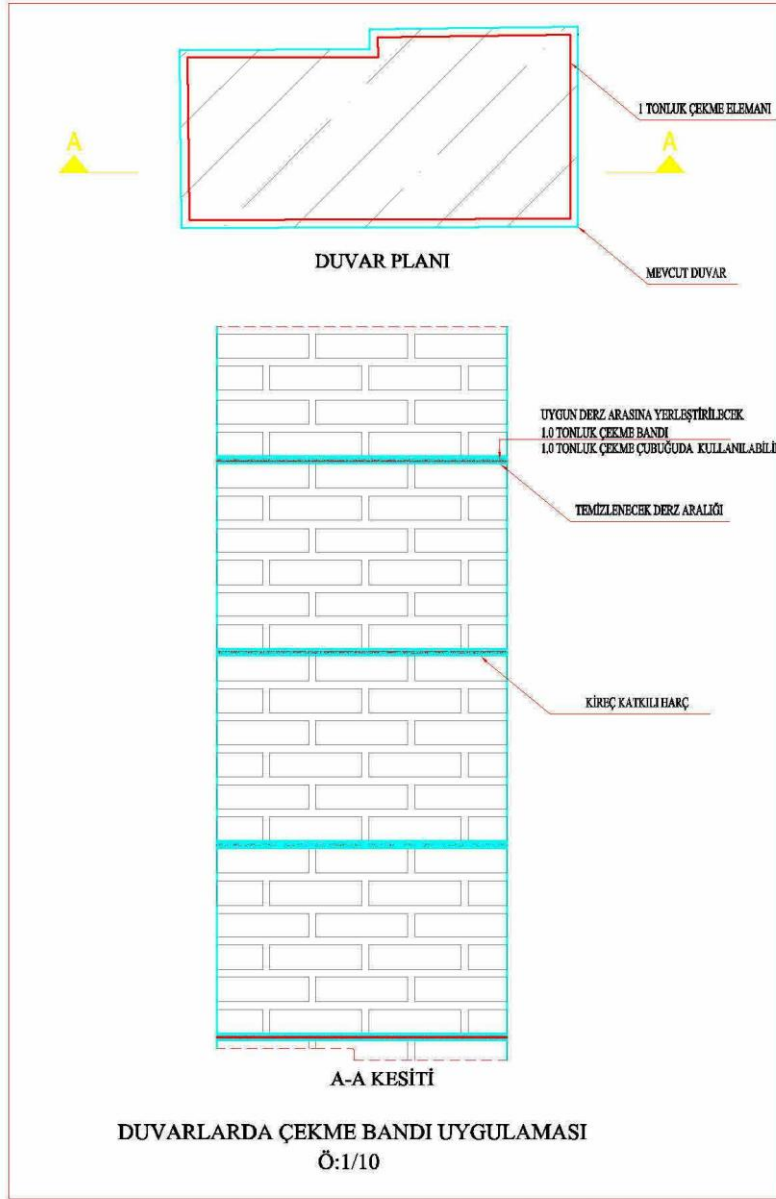 1 TONLUK ÇEKME ELEMANI
A
A
DUVAR PLANI
MEVCUT DUVAR
UYGUN DERZ ARASINA YERLEŞTİRİLECEK
1.0 TONLUK ÇEKME BANDI
1.0 TONLUK ÇEKME ÇUBUĞUDA KULLANILABİLİ
TEMİZLENECEK DERZ ARALIĞI
KİREÇ KATKILI HARÇ
A-A KESİTİ
DUVARLARDA ÇEKME BANDI UYGULAMASI
Ö:1/10